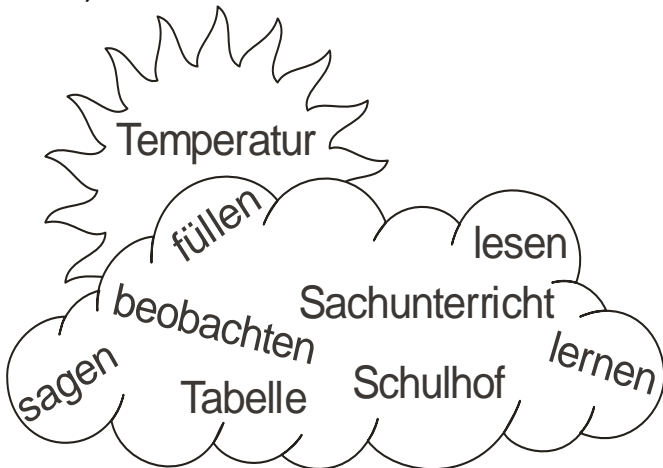 Temperatur
füllen
lesen
beobachten
Sachunterricht
sagen
Tabelle
Schulhof
lernen